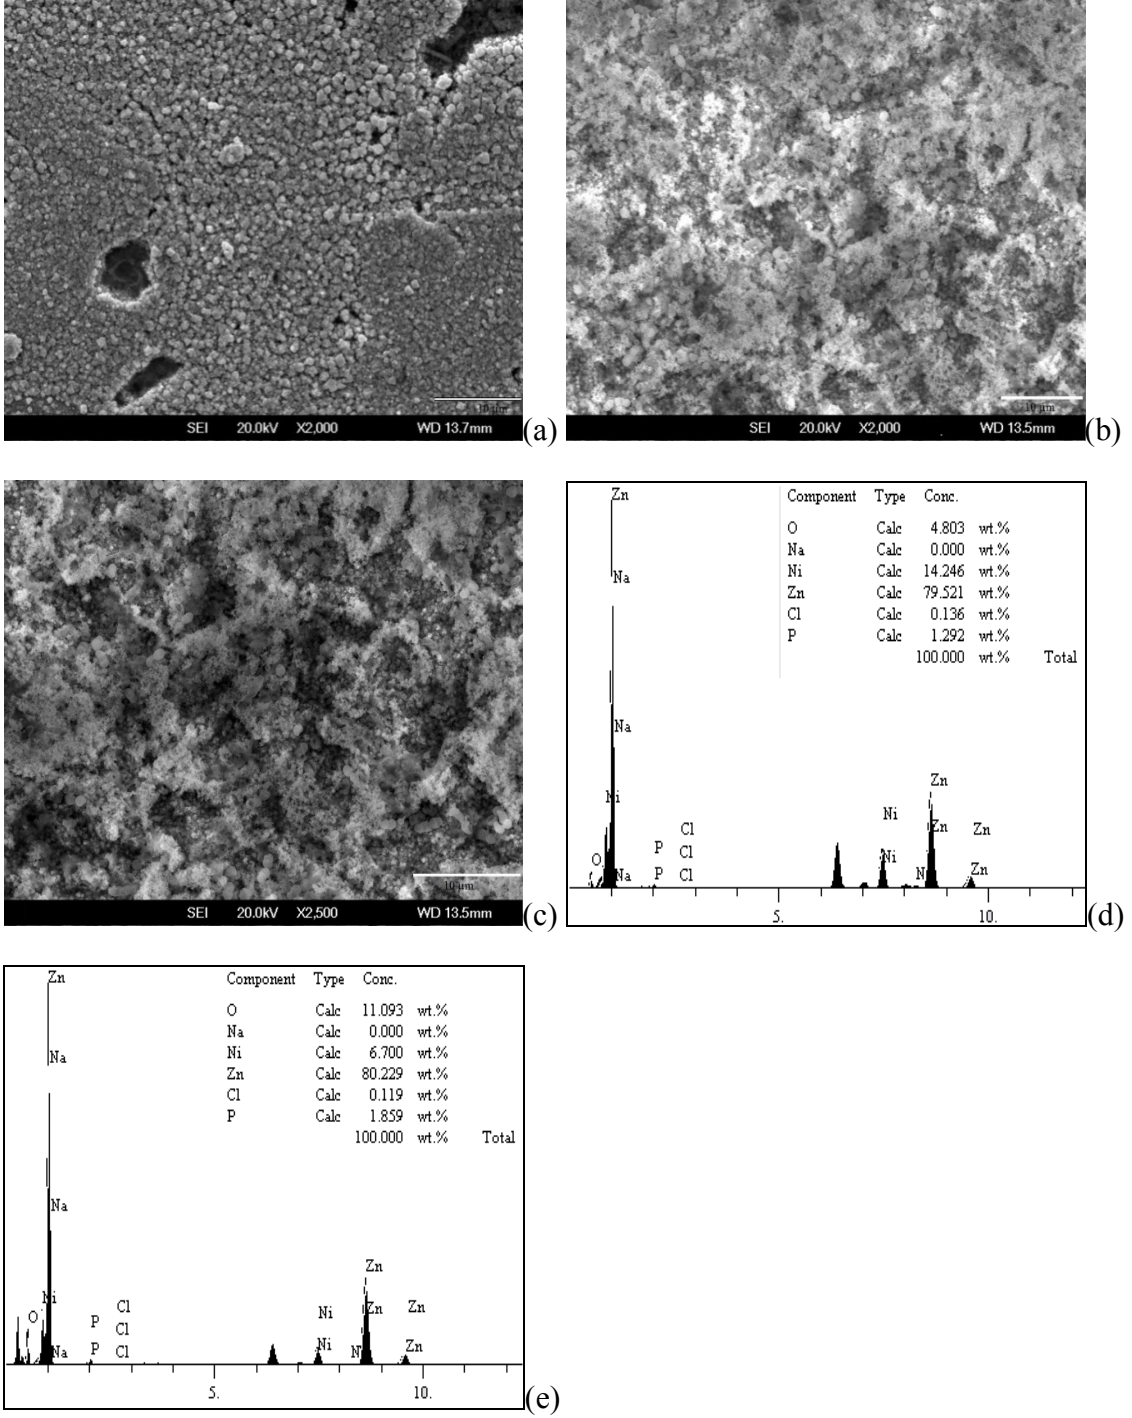 10 µm
SEI 20.0kV X2,000 WD 13.7mm
(a)
10 µm
SEI 20.0kV X2,000 WD 13.5mm
(b)
10 µm
SEI 20.0kV X2,500 WD 13.5mm
(c)
Zn
Component Type Conc.
O Calc 4.803 wt.%
Na Calc 0.000 wt.%
Na
Ni Calc 14.246 wt.%
Zn Calc 79.521 wt.%
Cl Calc 0.136 wt.%
P Calc 1.292 wt.%
100.000 wt.% Total
Na
Zn
Ni
Ni
Cl
Zn Zn
P Cl
O Ni
Na P Cl N Zn
5. 10.
(d)
Zn
Component Type Conc.
O Calc 11.093 wt.%
Na Calc 0.000 wt.%
Ni Calc 6.700 wt.%
Na
Zn Calc 80.229 wt.%
Cl Calc 0.119 wt.%
P Calc 1.859 wt.%
100.000 wt.% Total
Na
Zn
Ni
Cl Ni Zn Zn
O P Cl
Na P Cl Ni N Zn
5. 10.
(e)